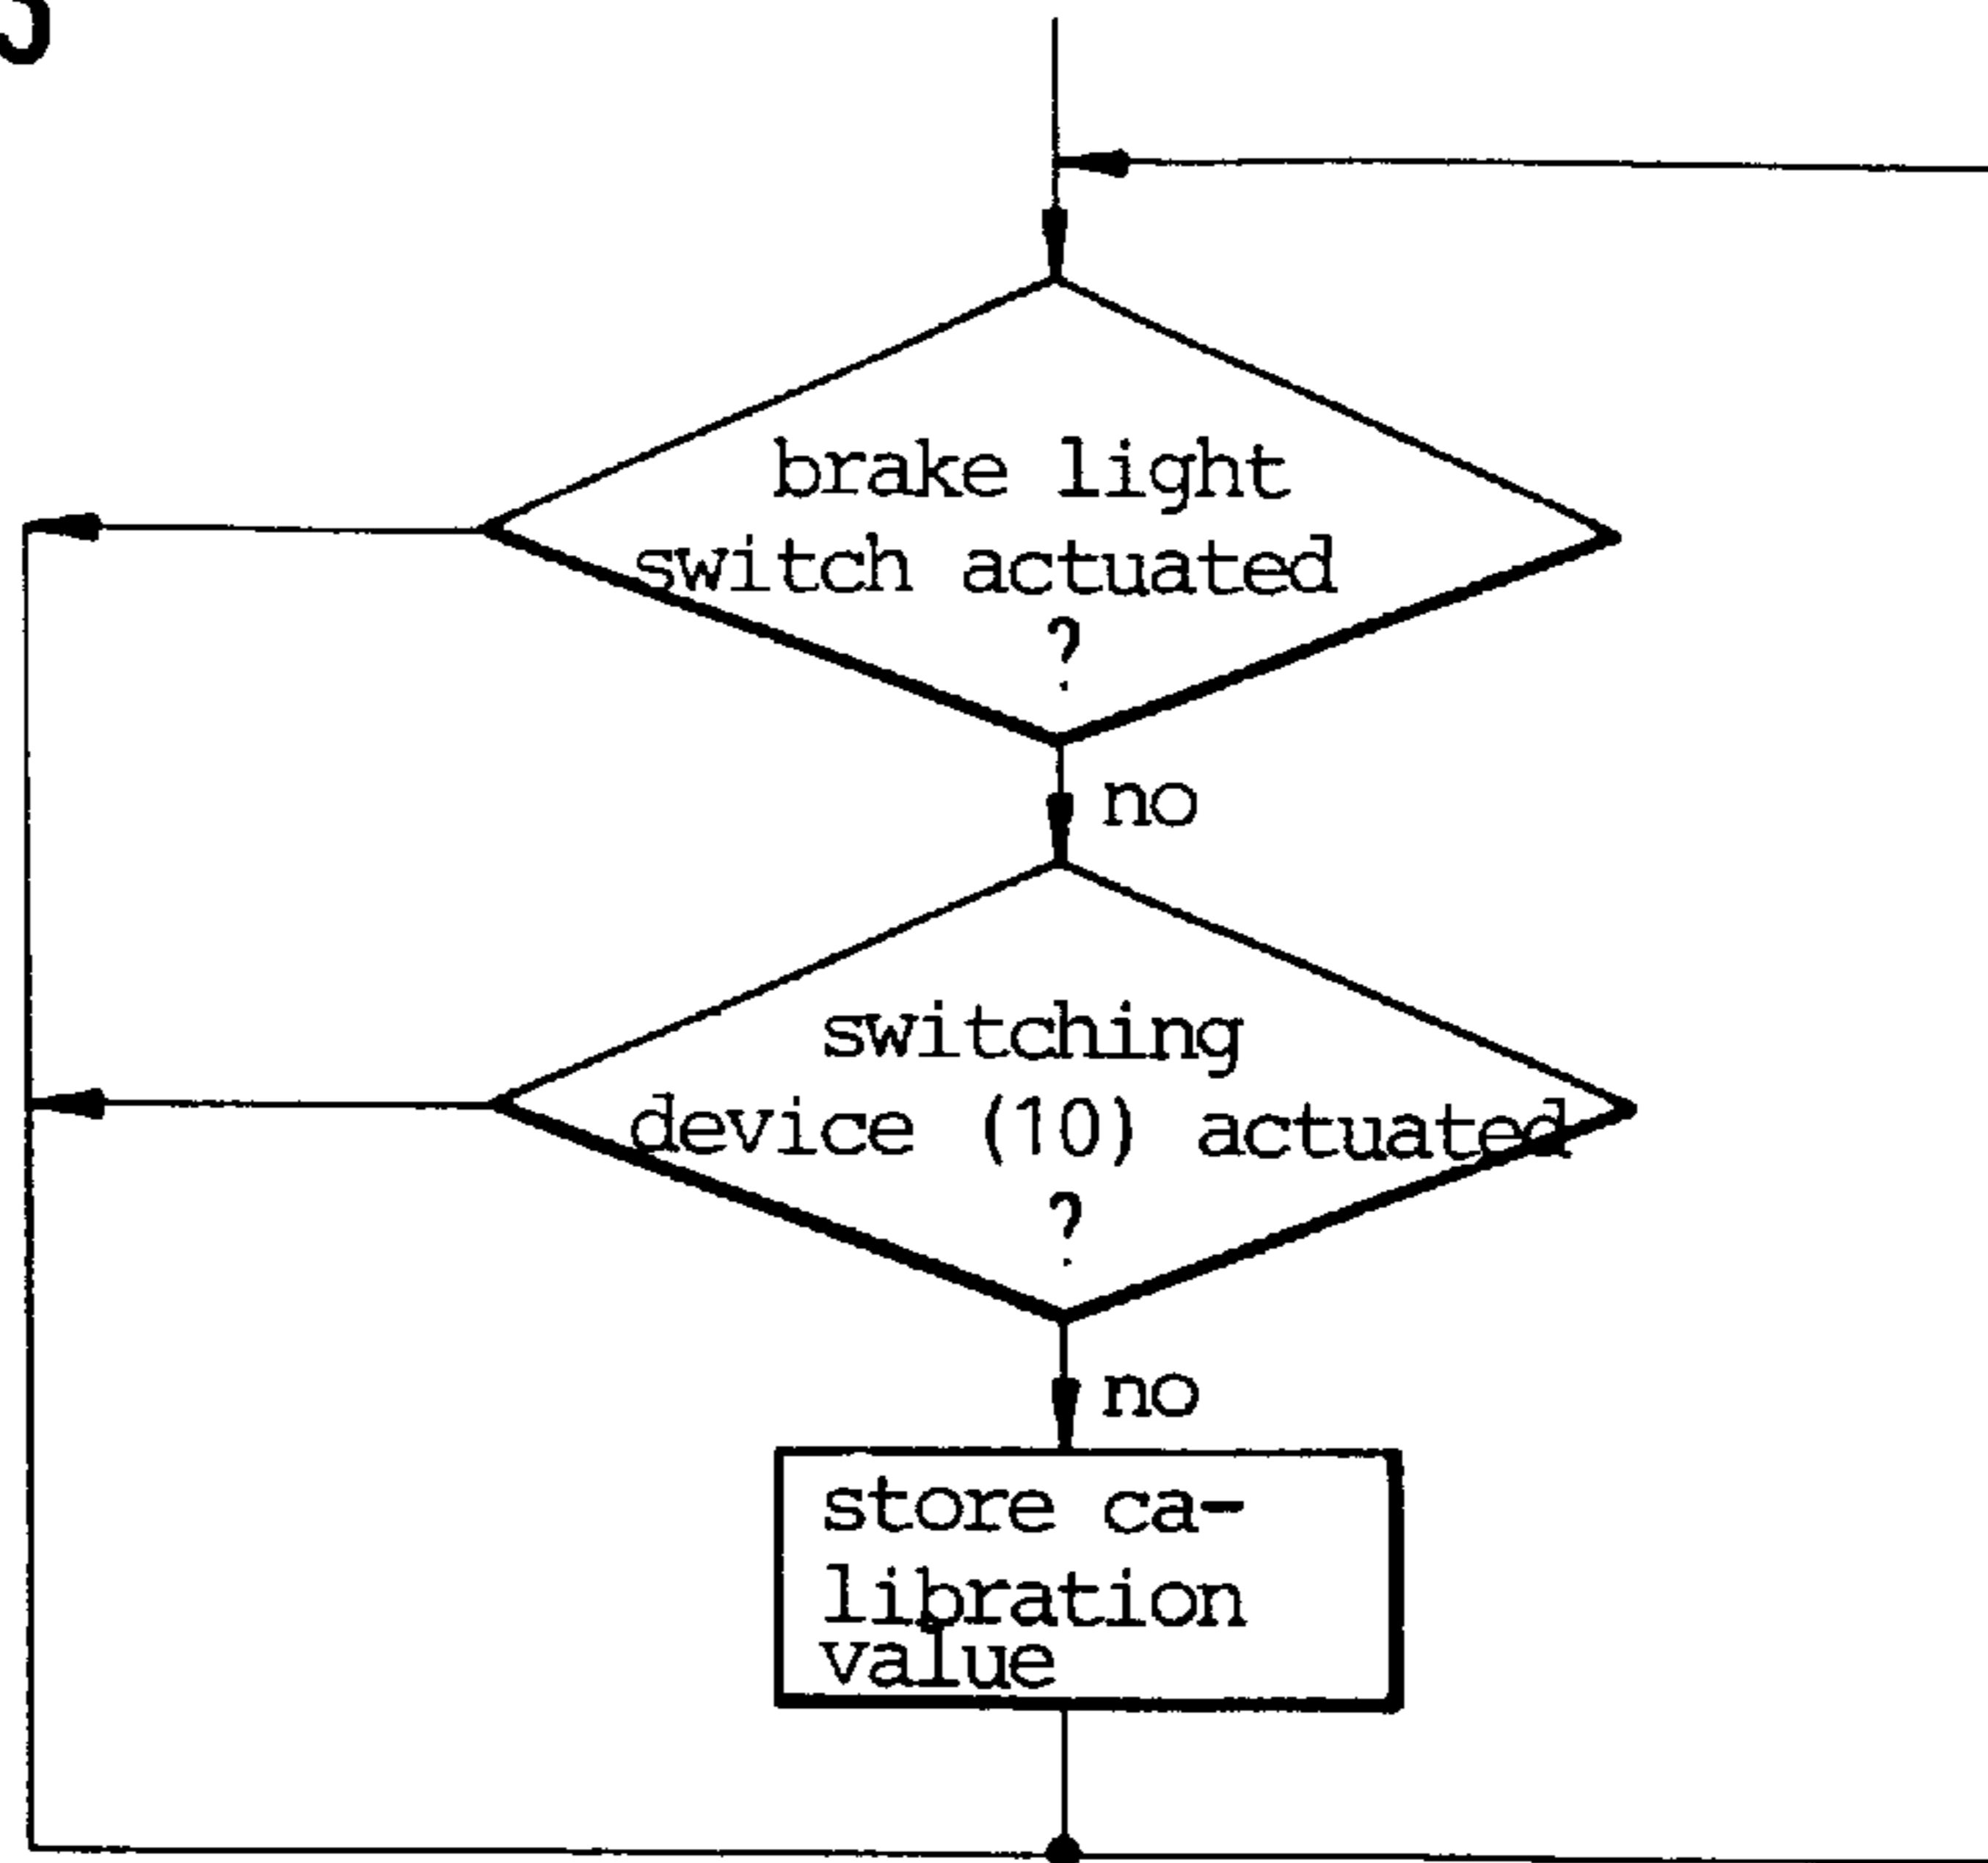 brake light
switch actuated
?
no
switching
device (10) actuated
?
no
store ca-
libration
value